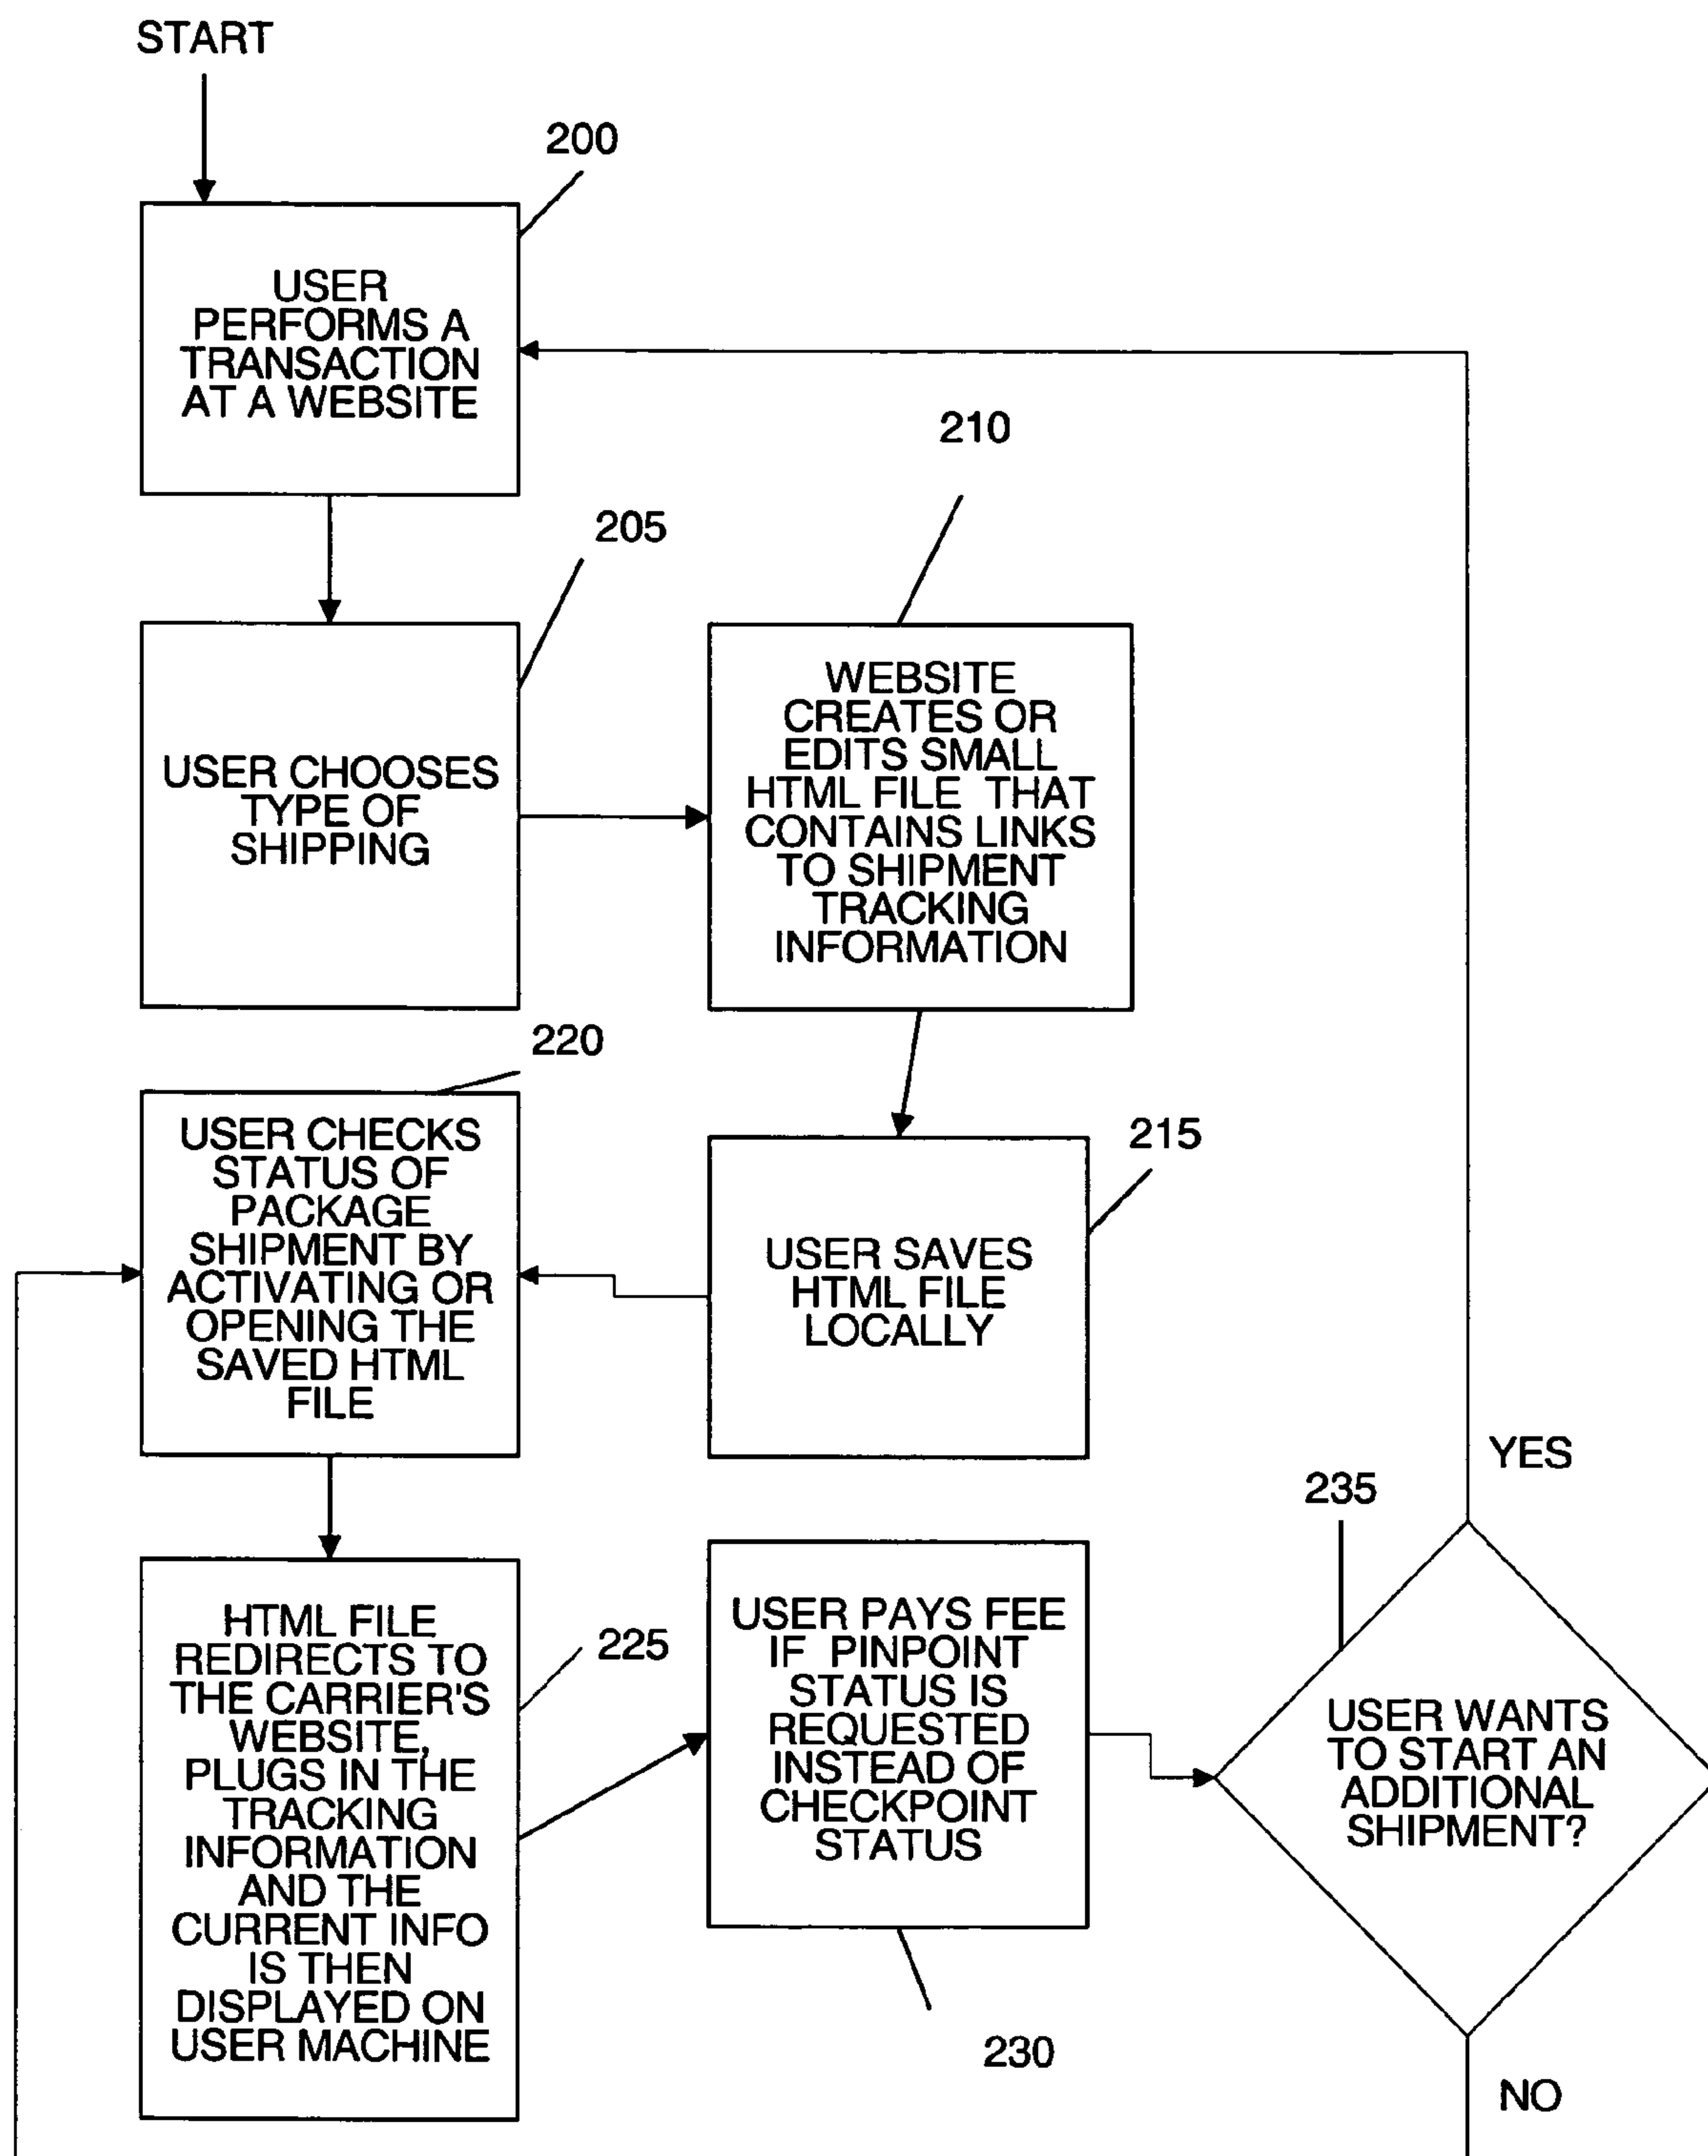 START
200
USER
PERFORMS A
TRANSACTION
AT A WEBSITE
205
USER CHOOSES
TYPE OF
SHIPPING
210
WEBSITE
CREATES OR
EDITS SMALL
HTML FILE THAT
CONTAINS LINKS
TO SHIPMENT
TRACKING
INFORMATION
215
USER SAVES
HTML FILE
LOCALLY
220
USER CHECKS
STATUS OF
PACKAGE
SHIPMENT BY
ACTIVATING OR
OPENING THE
SAVED HTML
FILE
225
HTML FILE
REDIRECTS TO
THE CARRIER'S
WEBSITE,
PLUGS IN THE
TRACKING
INFORMATION
AND THE
CURRENT INFO
IS THEN
DISPLAYED ON
USER MACHINE
USER PAYS FEE
IF PINPOINT
STATUS IS
REQUESTED
INSTEAD OF
CHECKPOINT
STATUS
230
235
USER WANTS
TO START AN
ADDITIONAL
SHIPMENT?
YES
NO